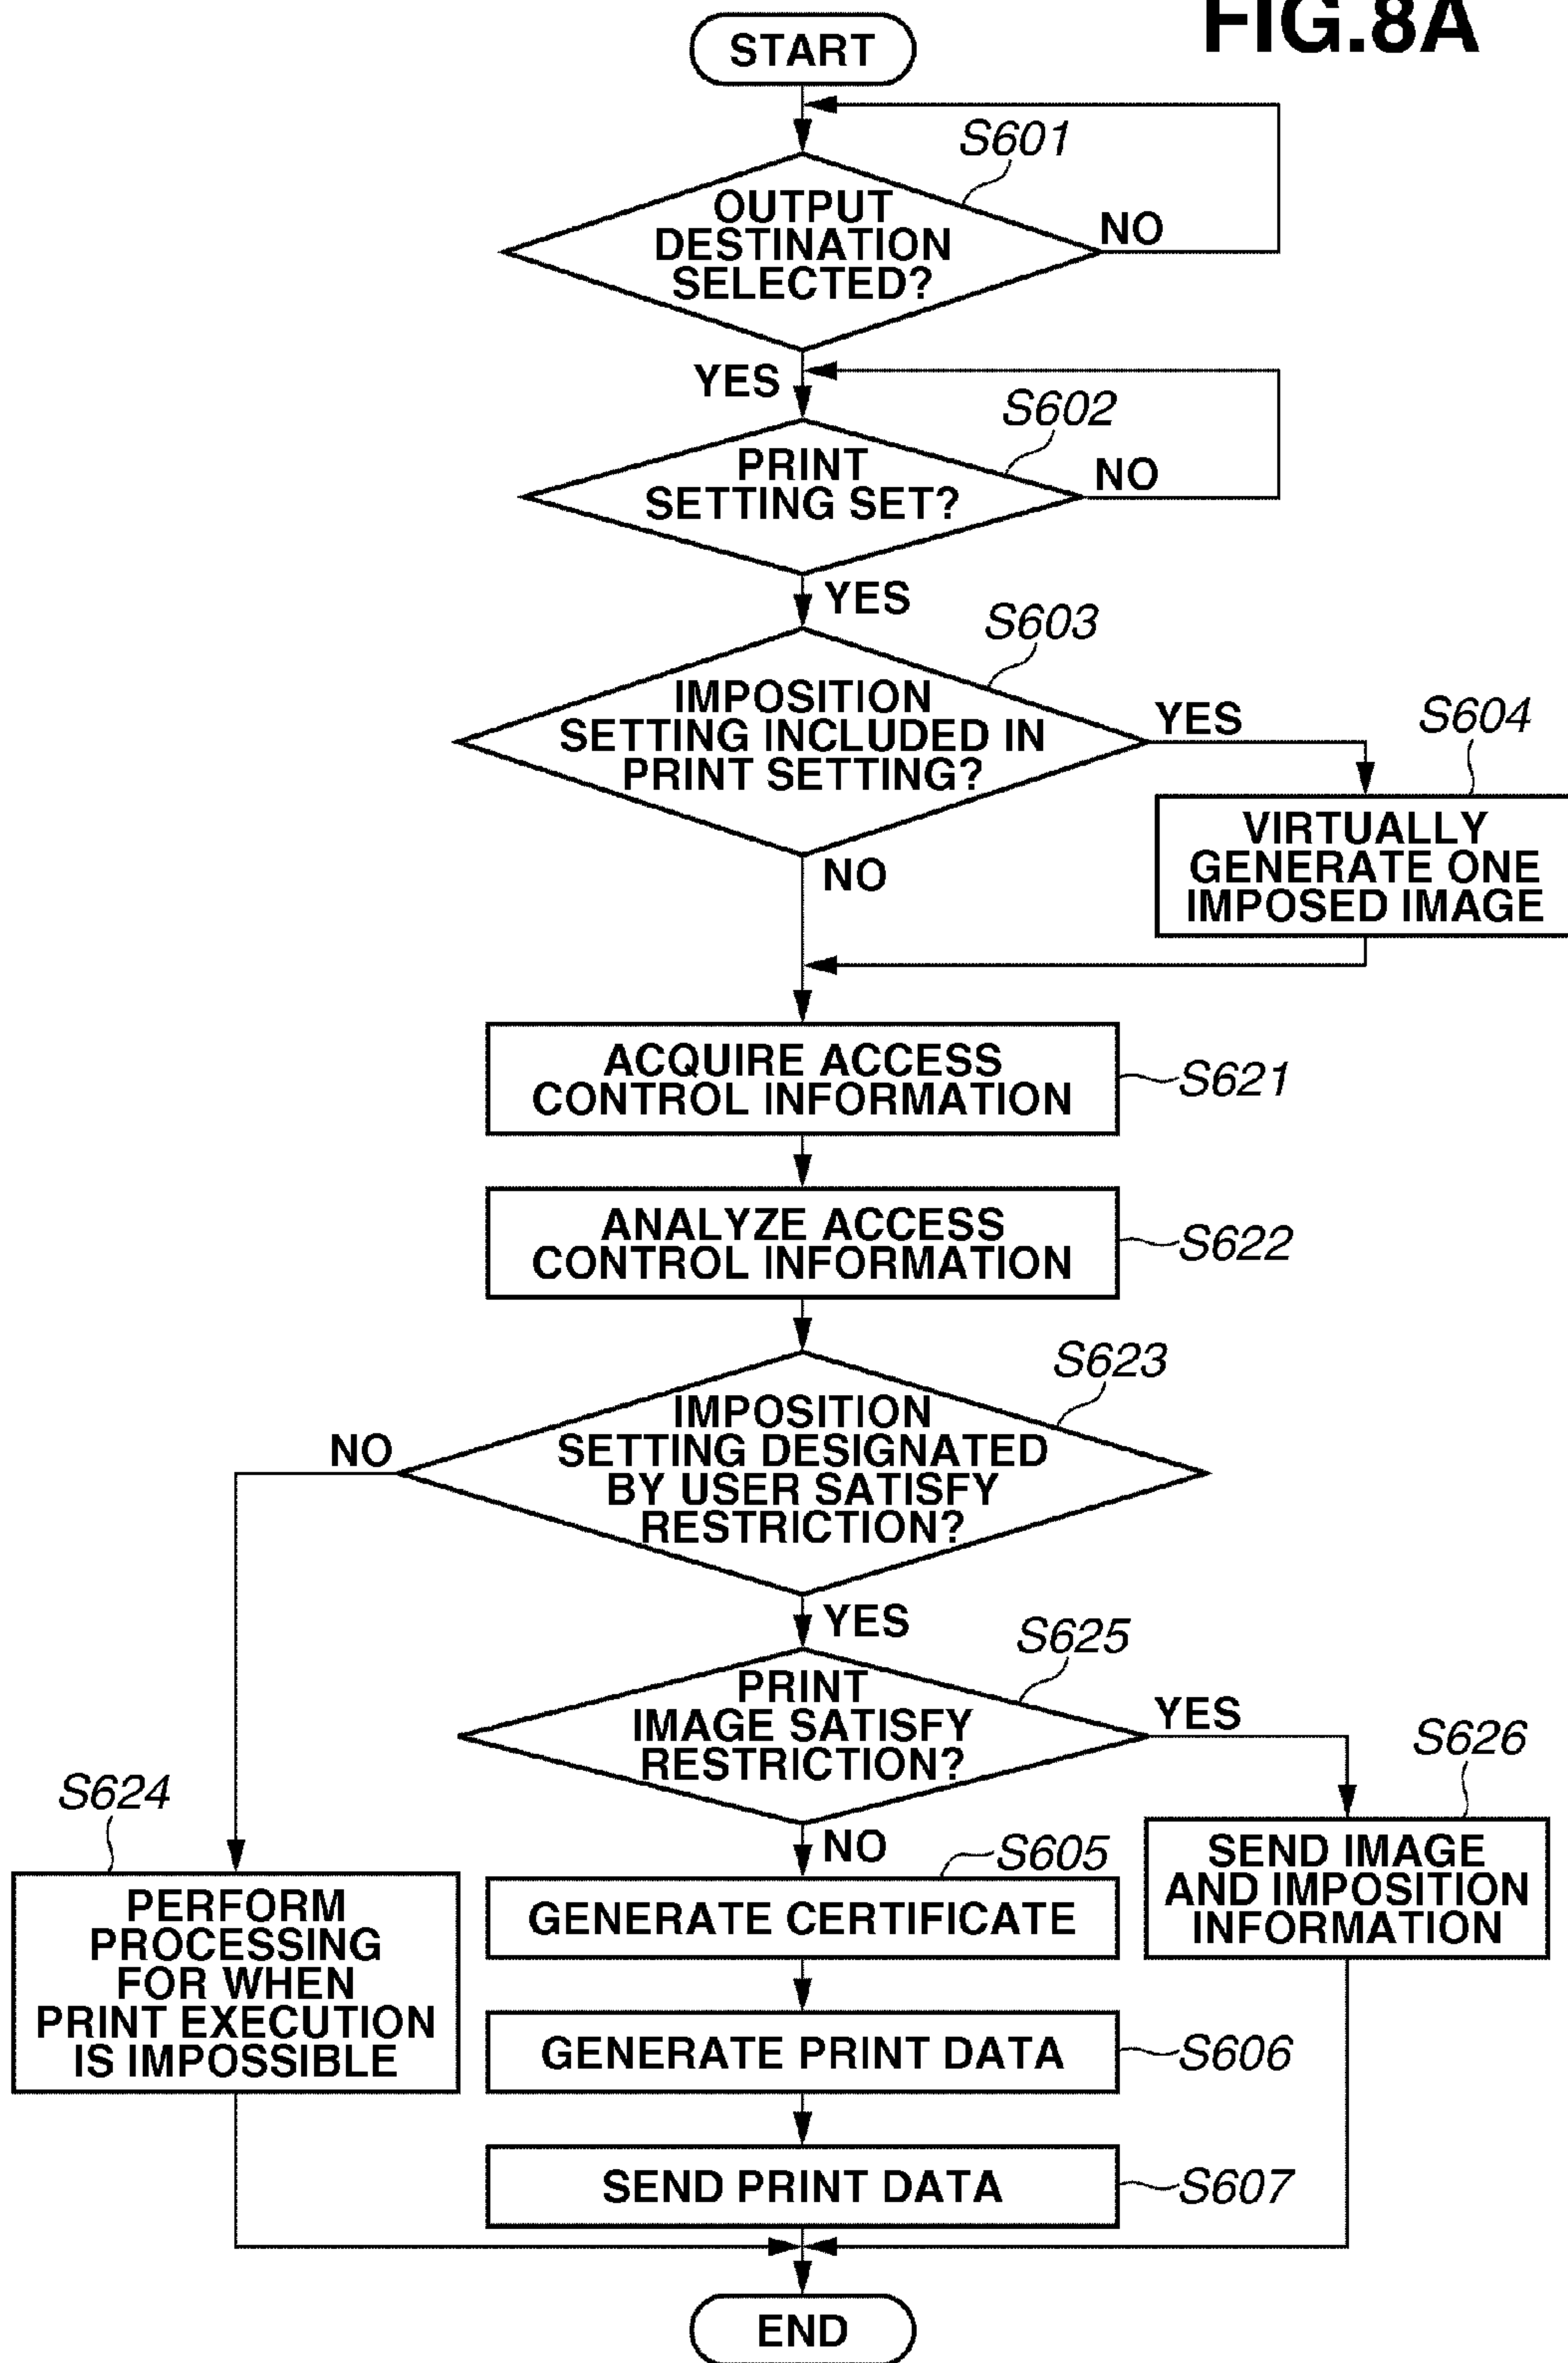 FIG.8A
START
S601
OUTPUT
DESTINATION
SELECTED?
NO
YES
S602
PRINT
SETTING SET?
NO
YES
S603
IMPOSITION
SETTING INCLUDED IN
PRINT SETTING?
YES
S604
VIRTUALLY
GENERATE ONE
IMPOSED IMAGE
NO
ACQUIRE ACCESS
CONTROL INFORMATION
S621
ANALYZE ACCESS
CONTROL INFORMATION
S622
S623
IMPOSITION
SETTING DESIGNATED
BY USER SATISFY
RESTRICTION?
NO
YES
S625
PRINT
IMAGE SATISFY
RESTRICTION?
YES
S626
SEND IMAGE
AND IMPOSITION
INFORMATION
S624
PERFORM
PROCESSING
FOR WHEN
PRINT EXECUTION
IS IMPOSSIBLE
NO
S605
GENERATE CERTIFICATE
GENERATE PRINT DATA
S606
SEND PRINT DATA
S607
END